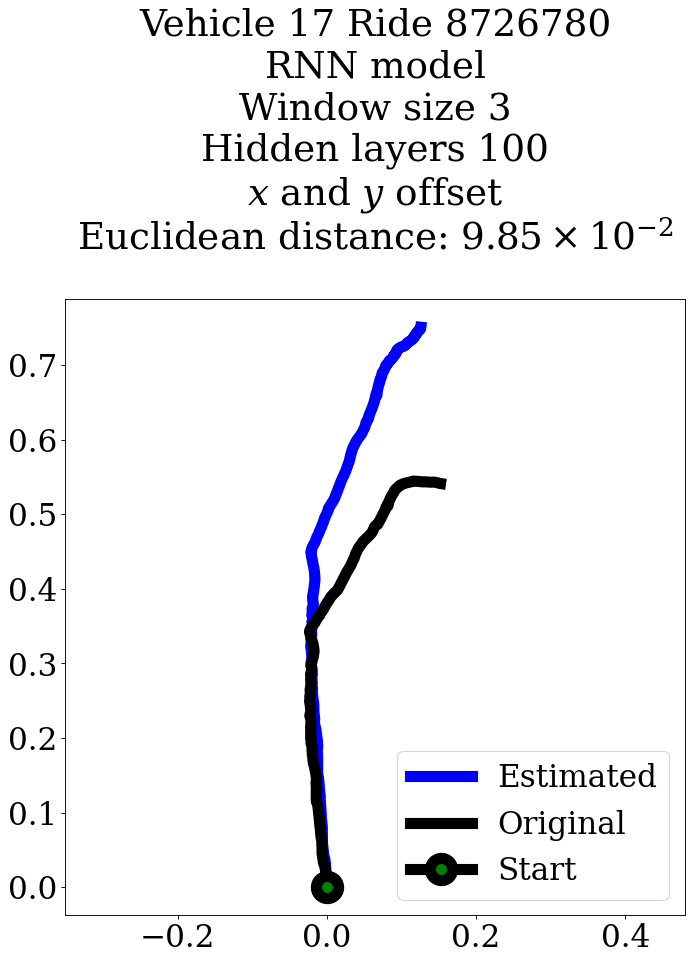 Vehicle 17 Ride 8726780
RNN model
Window size 3
Hidden layers 100
x and y offset
Euclidean distance: 9.85 × 10⁻²
0.7
0.6
0.5
0.4
0.3
0.2
0.1
0.0
Estimated
Original
Start
−0.2 0.0 0.2 0.4